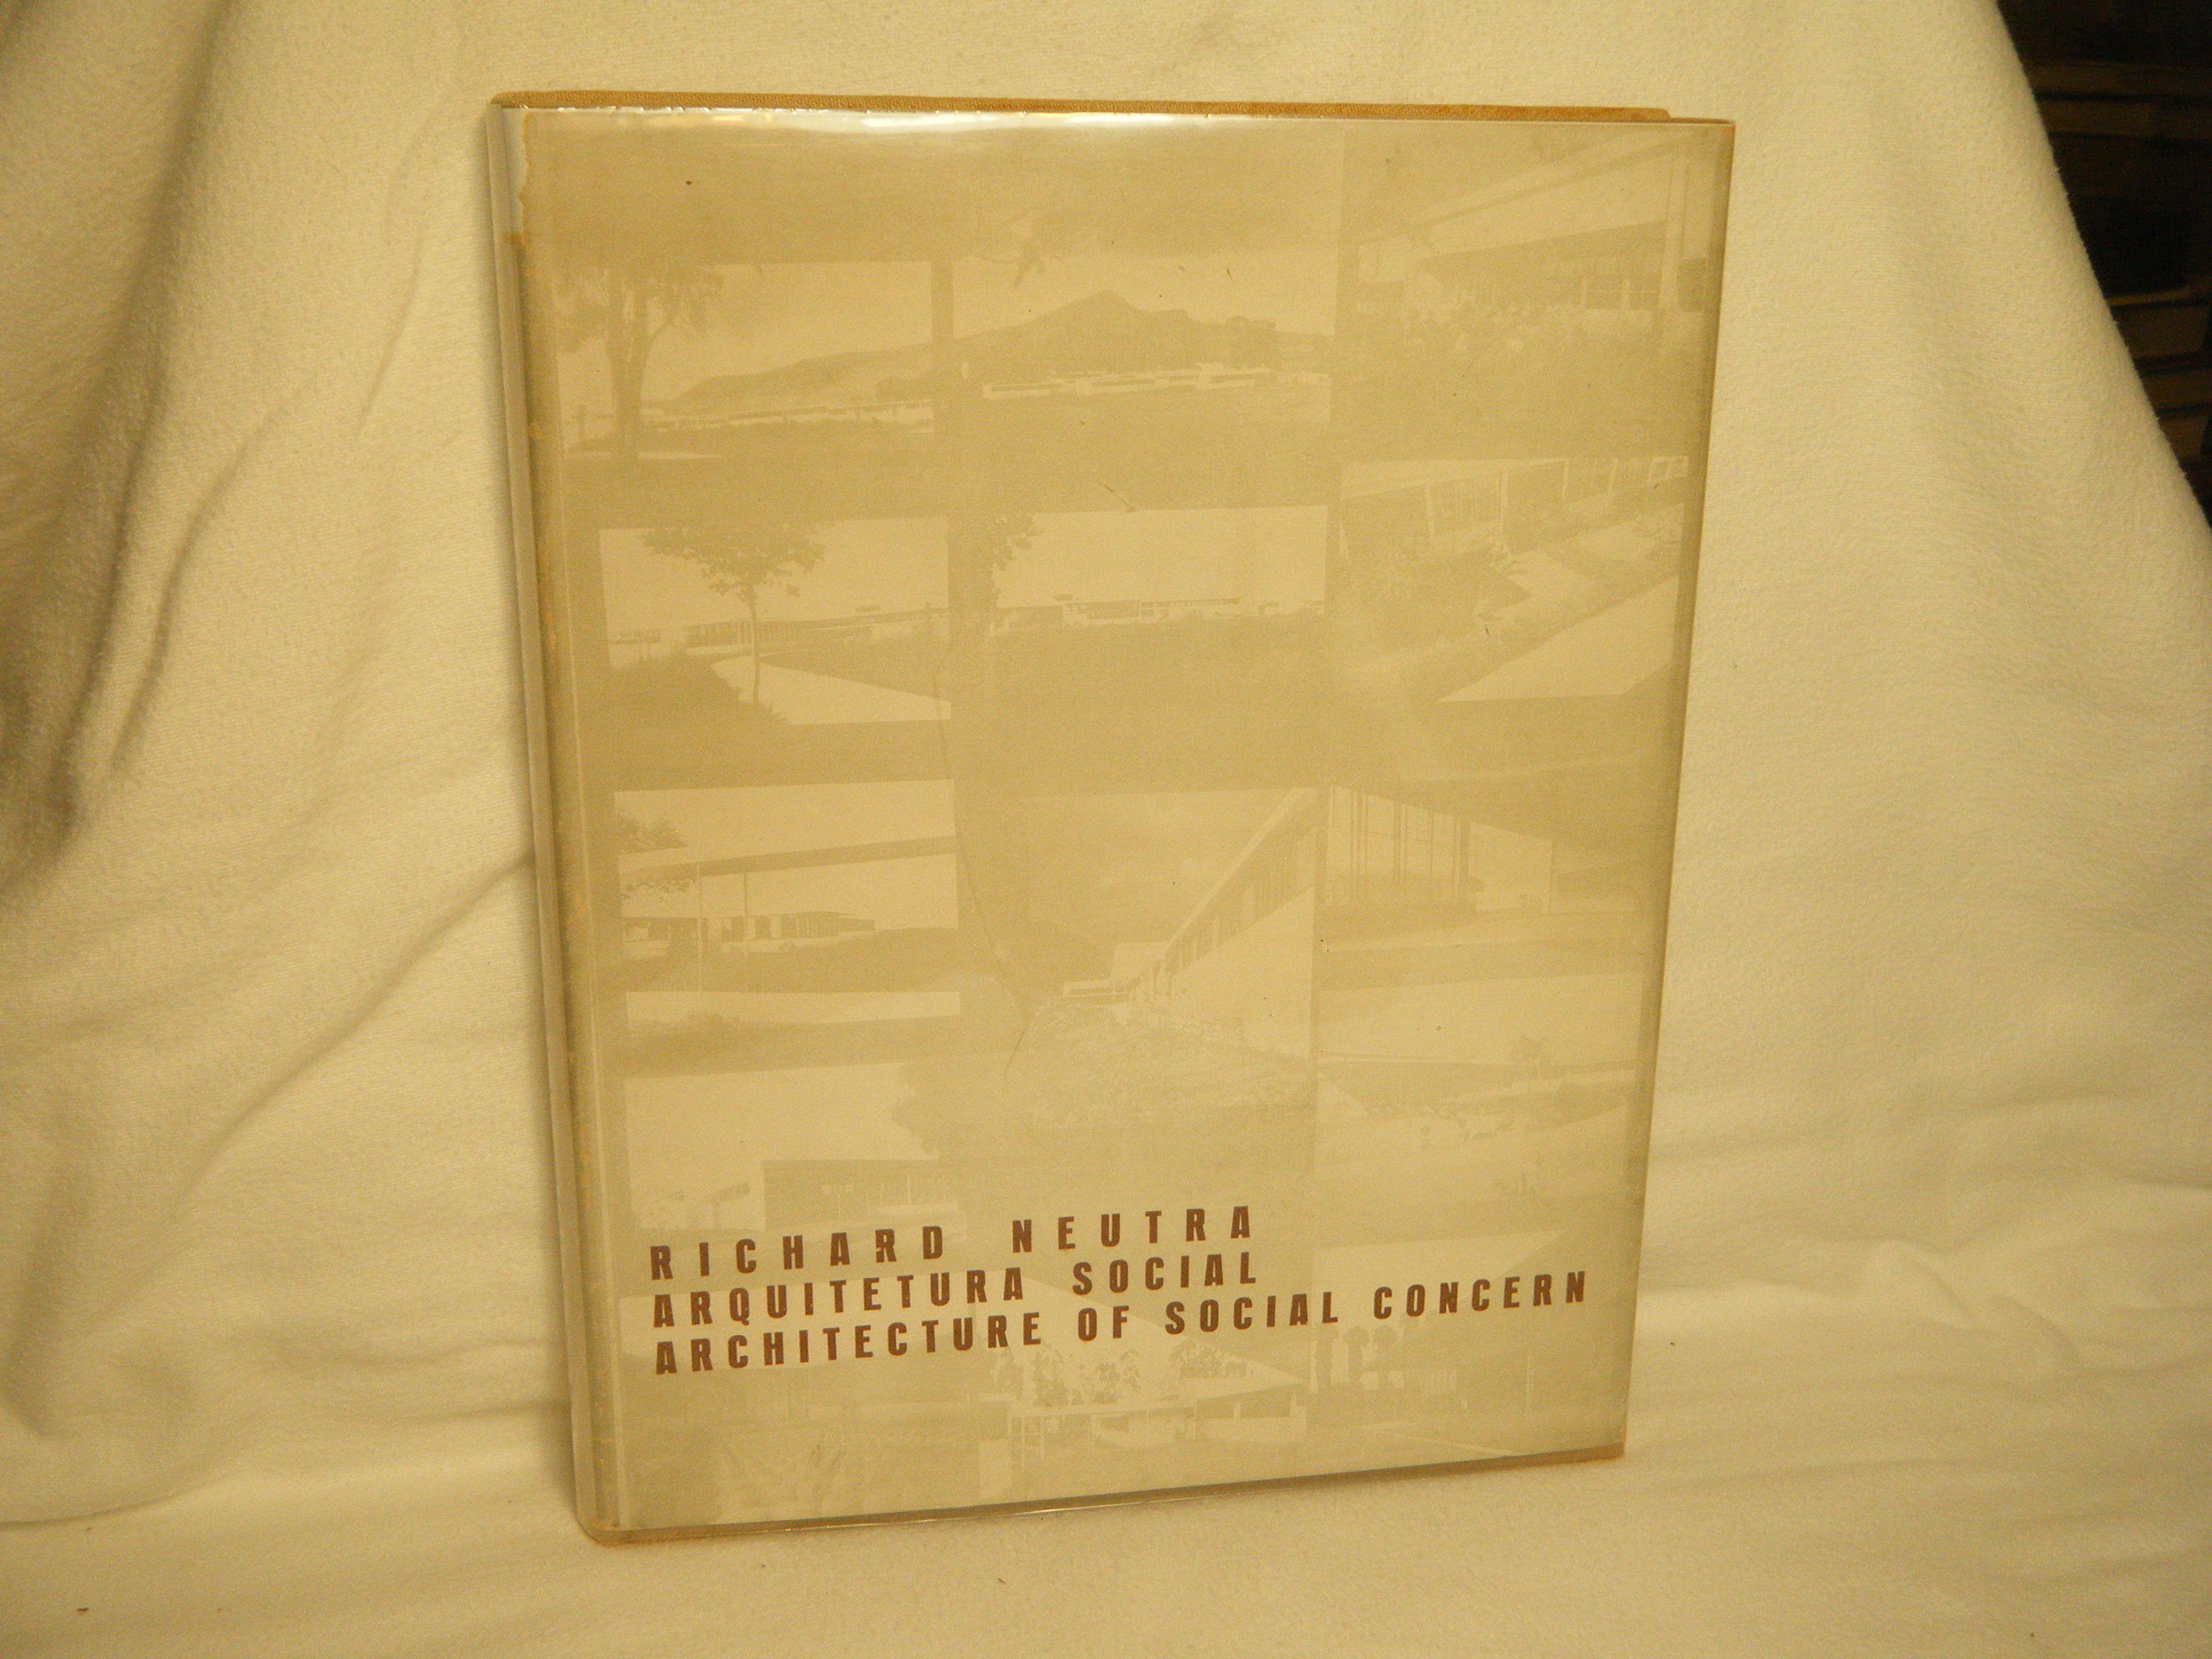 RICHARD NEUTRA
ARQUITETURA SOCIAL
ARCHITECTURE OF SOCIAL CONCERN